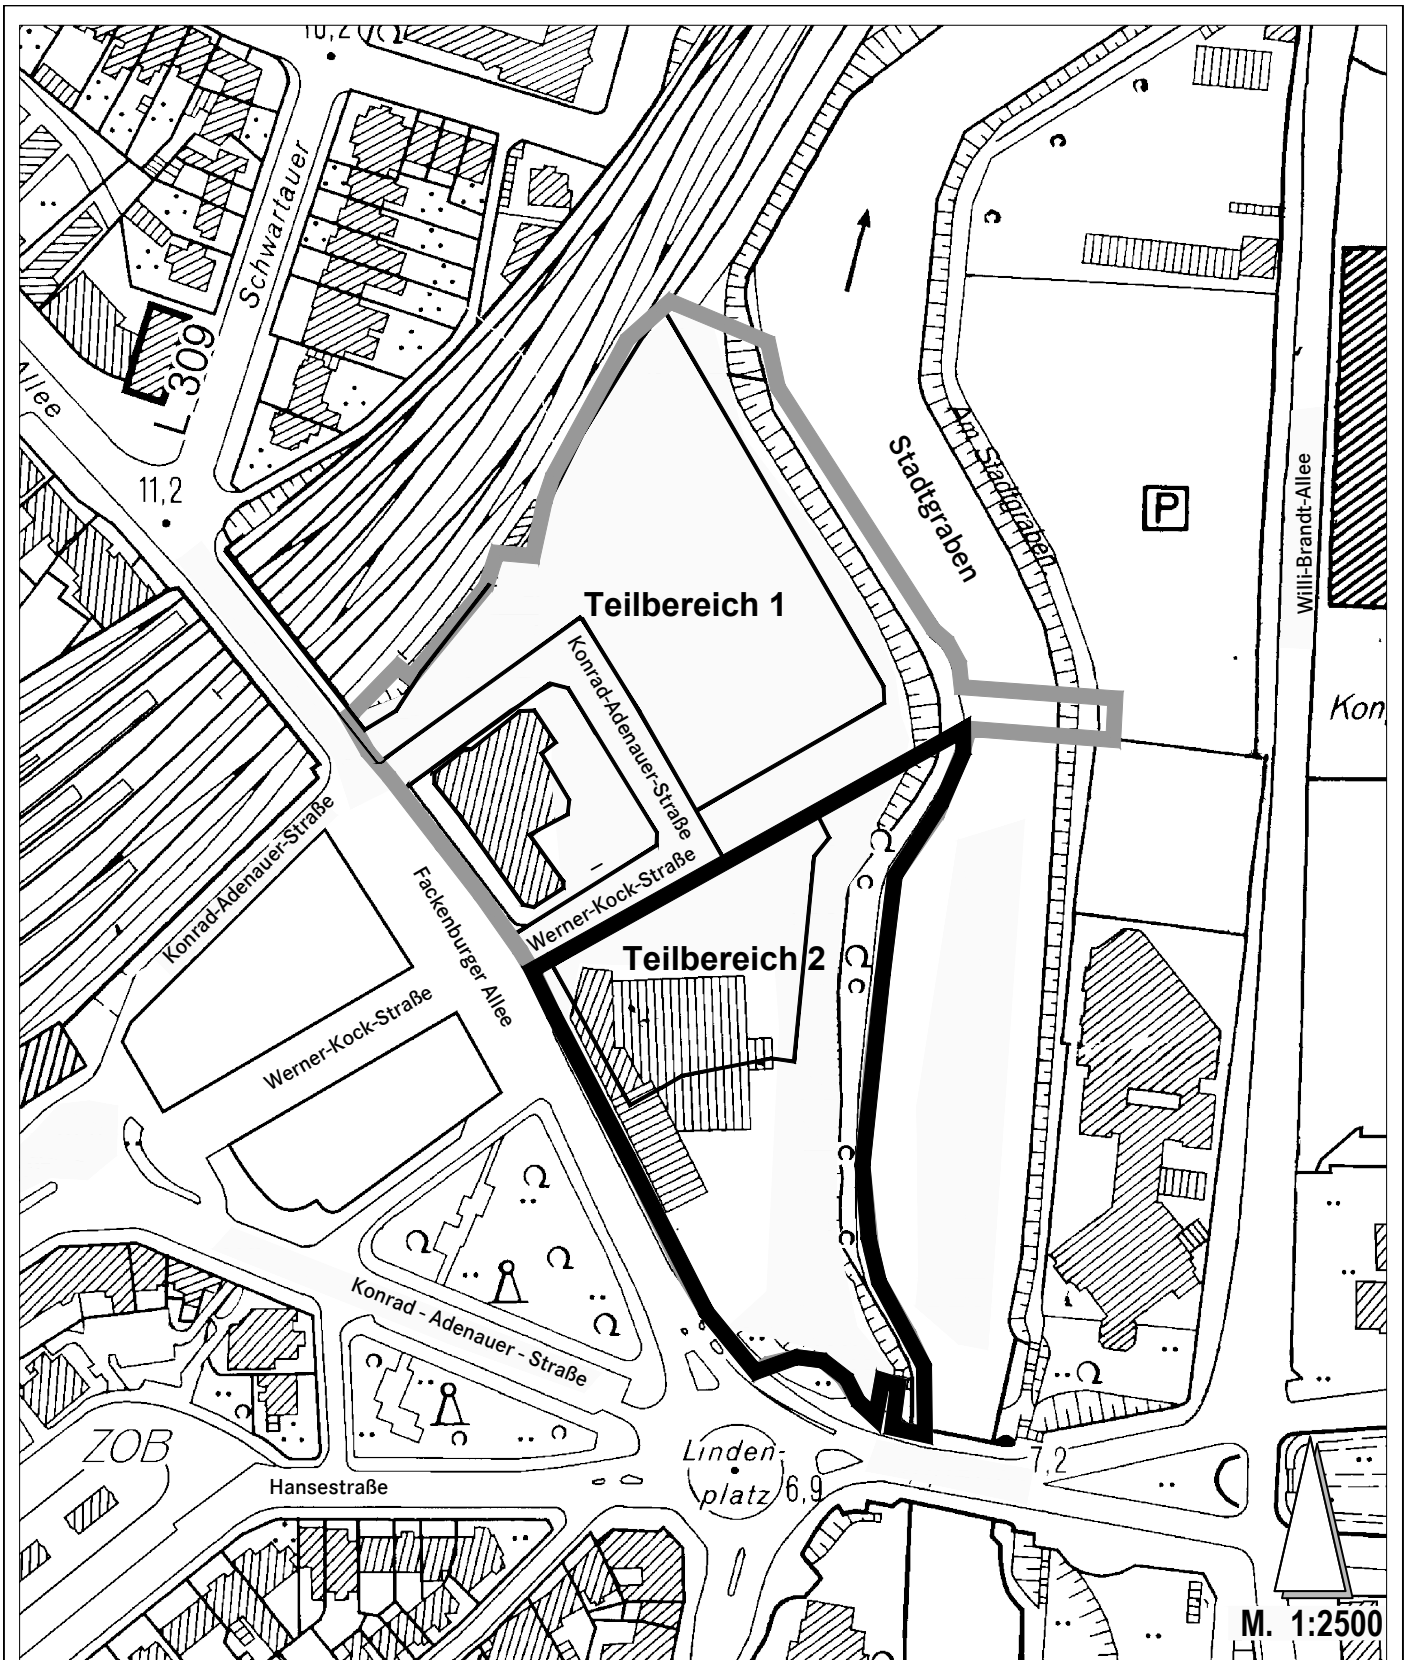 10,2
Schwartauer
L 309
Allee
11,2
Stadtgraben
Am Stadtgraben
P
Willi-Brandt-Allee
Teilbereich 1
Konrad-Adenauer-Straße
Werner-Kock-Straße
Konrad-Adenauer-Straße
Fackenburger Allee
Teilbereich 2
Werner-Kock-Straße
Konrad - Adenauer - Straße
ZOB
Hansestraße
Linden-
platz
6,9
7,2
M. 1:2500